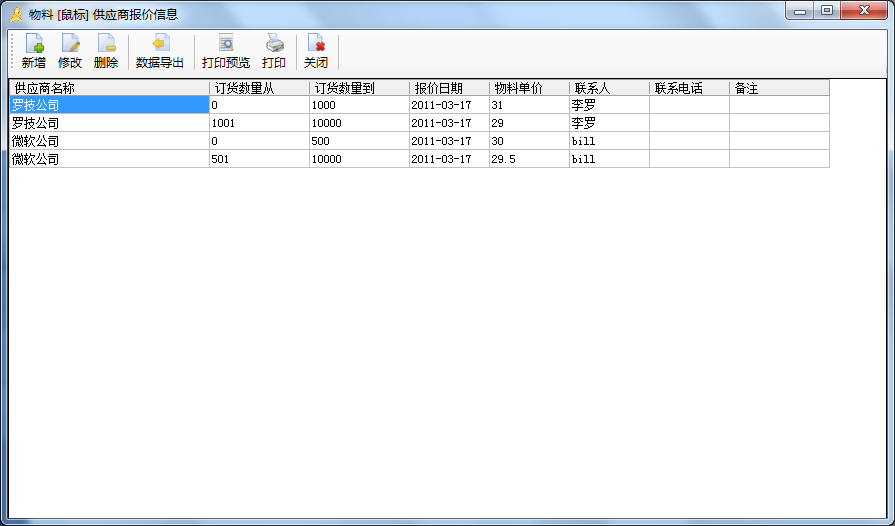 物料 [鼠标] 供应商报价信息
新增 修改 删除 数据导出 打印预览 打印 关闭
供应商名称 订货数量从 订货数量到 报价日期 物料单价 联系人 联系电话 备注
罗技公司 0 1000 2011-03-17 31 李罗
罗技公司 1001 10000 2011-03-17 29 李罗
微软公司 0 500 2011-03-17 30 bill
微软公司 501 10000 2011-03-17 29.5 bill